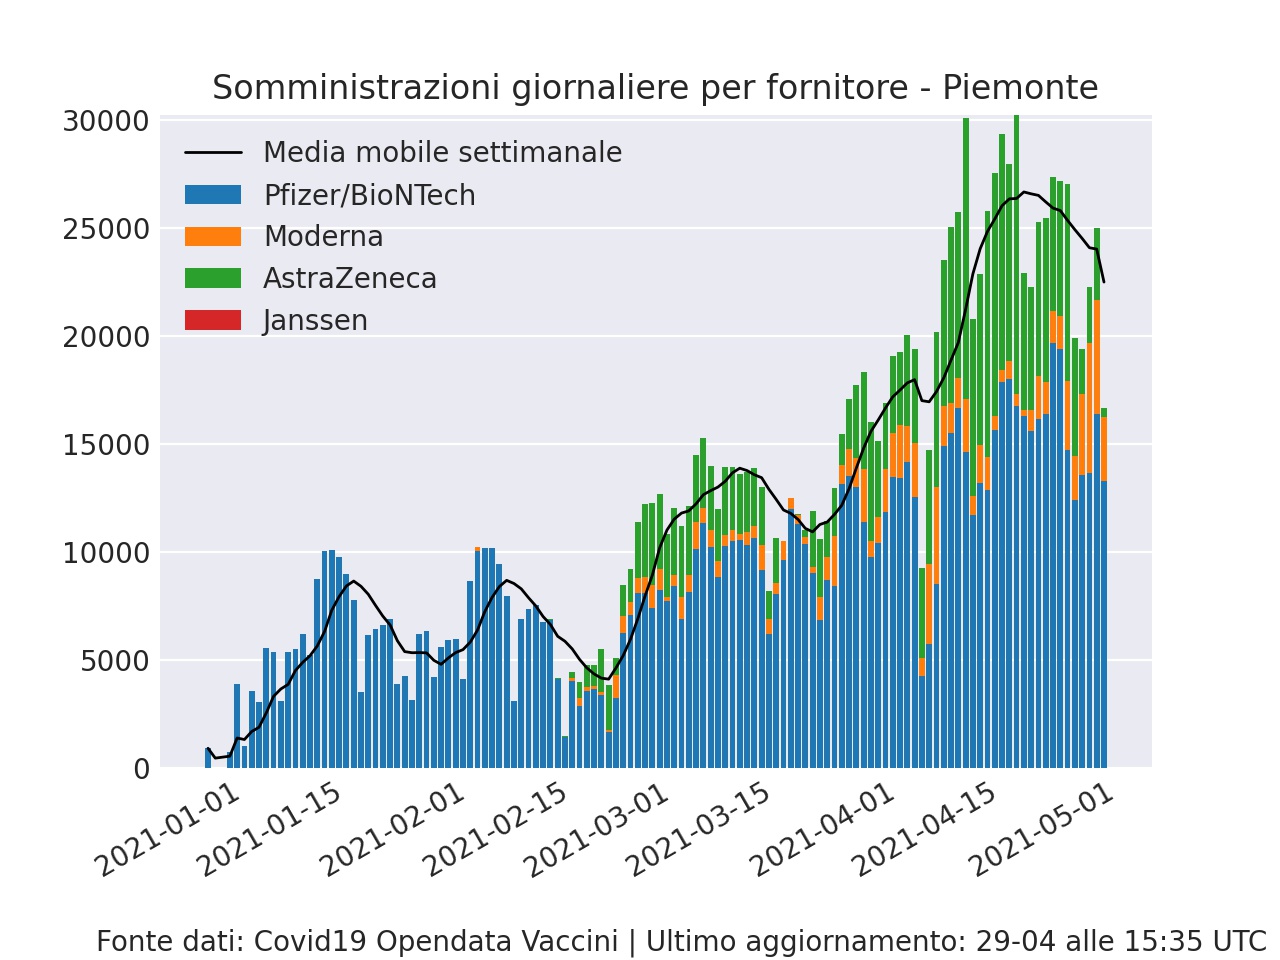 Somministrazioni giornaliere per fornitore - Piemonte
30000
25000
20000
15000
10000
5000
0
Media mobile settimanale
Pfizer/BioNTech
Moderna
AstraZeneca
Janssen
2021-01-01
2021-01-15
2021-02-01
2021-02-15
2021-03-01
2021-03-15
2021-04-01
2021-04-15
2021-05-01
Fonte dati: Covid19 Opendata Vaccini | Ultimo aggiornamento: 29-04 alle 15:35 UTC